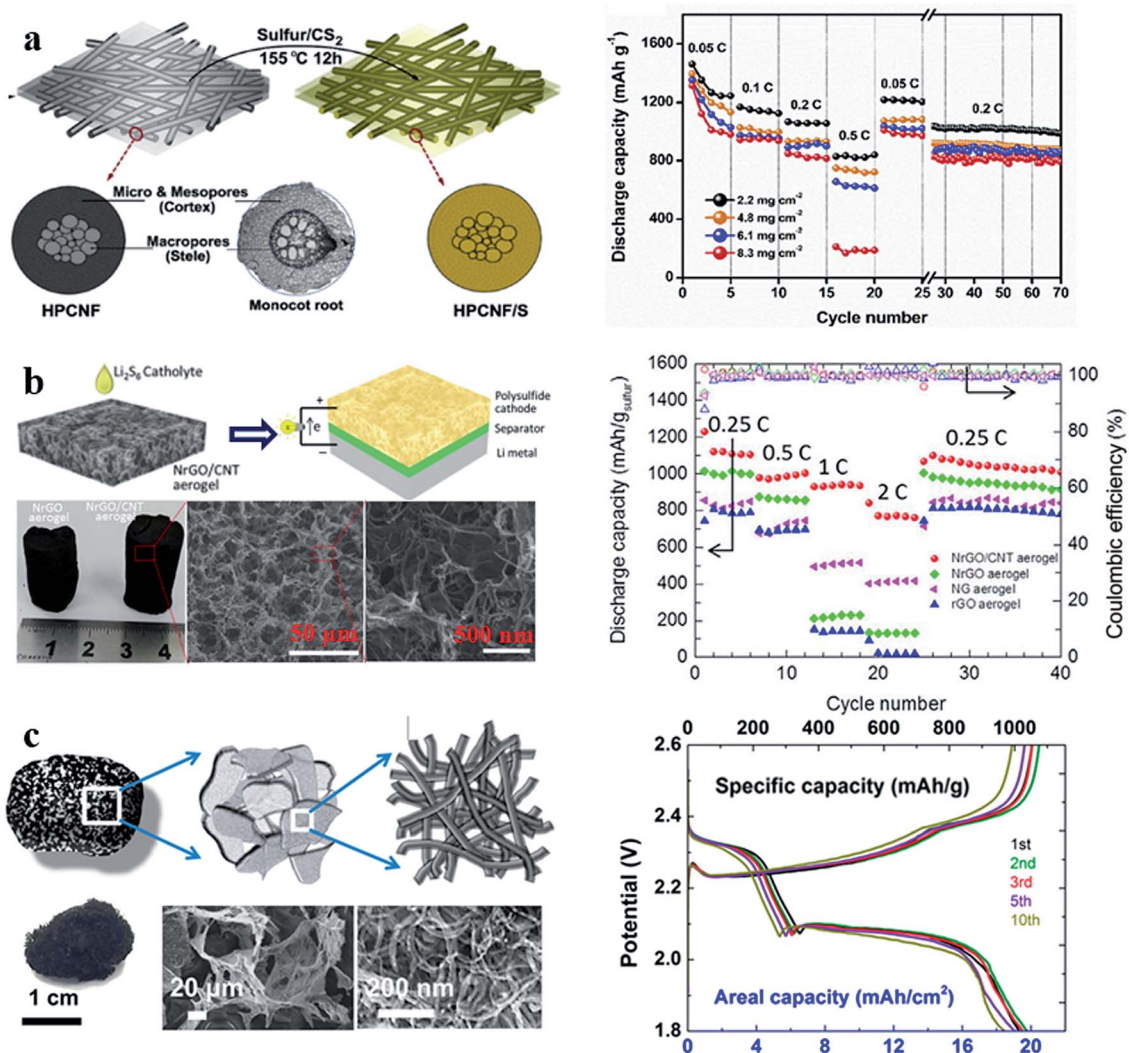 a
Sulfur/CS2
155 °C 12h
Micro & Mesopores
(Cortex)
Macropores
(Stele)
HPCNF
Monocot root
HPCNF/S
Discharge capacity (mAh g-1)
1600
1200
800
400
0
0.05 C
0.1 C
0.2 C
0.5 C
0.05 C
0.2 C
2.2 mg cm-2
4.8 mg cm-2
6.1 mg cm-2
8.3 mg cm-2
0 5 10 15 20 25 30 40 50 60 70
Cycle number
b
Li2S6 Catholyte
NrGO/CNT
aerogel
+
e
−
Polysulfide
cathode
Separator
Li metal
NrGO
aerogel
NrGO/CNT
aerogel
1 2 3 4
50 µm
500 nm
Discharge capacity (mAh/gsulfur)
1600
1400
1200
1000
800
600
400
200
0
0.25 C
0.5 C
1 C
2 C
0.25 C
NrGO/CNT aerogel
NrGO aerogel
NG aerogel
rGO aerogel
100
80
60
40
20
0
Coulombic efficiency (%)
0 10 20 30 40
Cycle number
c
1 cm
20 µm
200 nm
0 200 400 600 800 1000
Specific capacity (mAh/g)
Potential (V)
2.6
2.4
2.2
2.0
1.8
1st
2nd
3rd
5th
10th
Areal capacity (mAh/cm2)
0 4 8 12 16 20